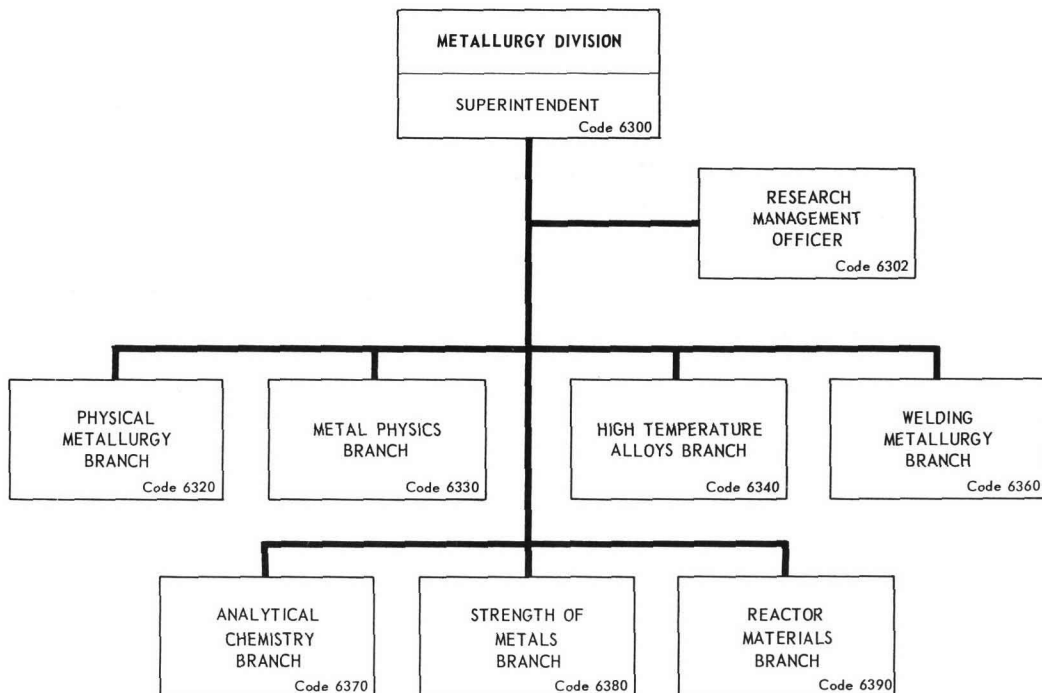 METALLURGY DIVISION
SUPERINTENDENT
Code 6300
RESEARCH
MANAGEMENT
OFFICER
Code 6302
PHYSICAL
METALLURGY
BRANCH
Code 6320
METAL PHYSICS
BRANCH
Code 6330
HIGH TEMPERATURE
ALLOYS BRANCH
Code 6340
WELDING
METALLURGY
BRANCH
Code 6360
ANALYTICAL
CHEMISTRY
BRANCH
Code 6370
STRENGTH OF
METALS
BRANCH
Code 6380
REACTOR
MATERIALS
BRANCH
Code 6390